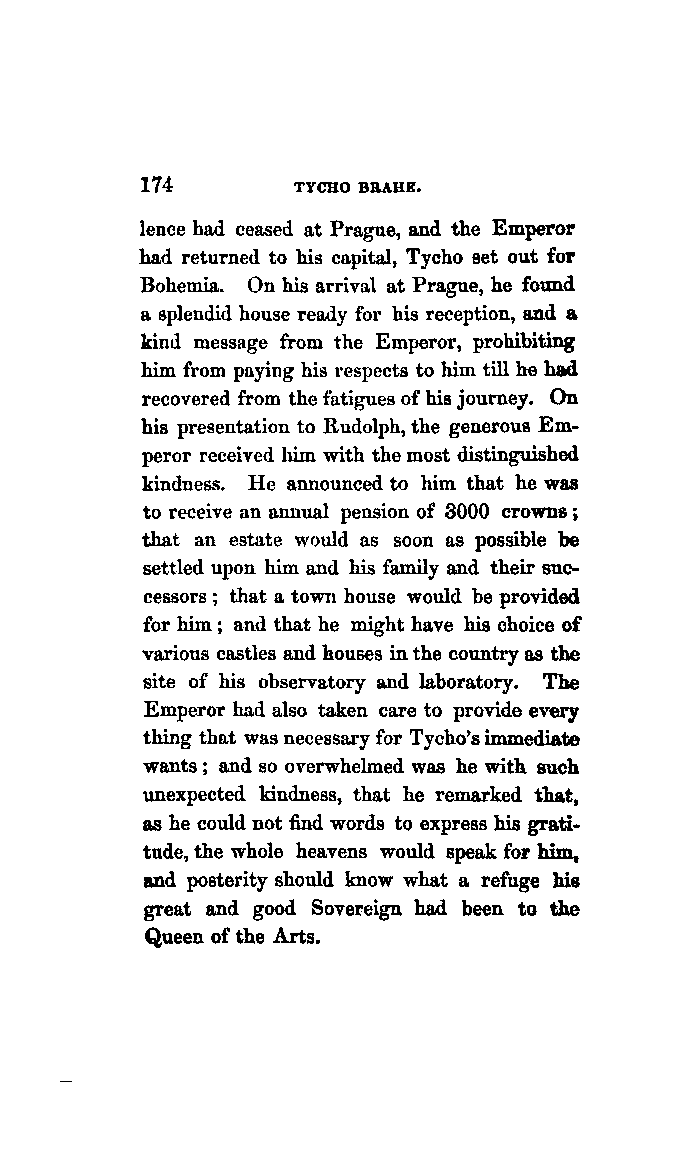 174 TYCHO BRAHE.
lence had ceased at Prague, and the Emperor
had returned to his capital, Tycho set out for
Bohemia. On his arrival at Prague, he found
a splendid house ready for his reception, and a
kind message from the Emperor, prohibiting
him from paying his respects to him till he had
recovered from the fatigues of his journey. On
his presentation to Rudolph, the generous Em-
peror received him with the most distinguished
kindness. He announced to him that he was
to receive an annual pension of 3000 crowns;
that an estate would as soon as possible be
settled upon him and his family and their suc-
cessors; that a town house would be provided
for him; and that he might have his choice of
various castles and houses in the country as the
site of his observatory and laboratory. The
Emperor had also taken care to provide every
thing that was necessary for Tycho's immediate
wants; and so overwhelmed was he with such
unexpected kindness, that he remarked that,
as he could not find words to express his grati-
tude, the whole heavens would speak for him,
and posterity should know what a refuge his
great and good Sovereign had been to the
Queen of the Arts.